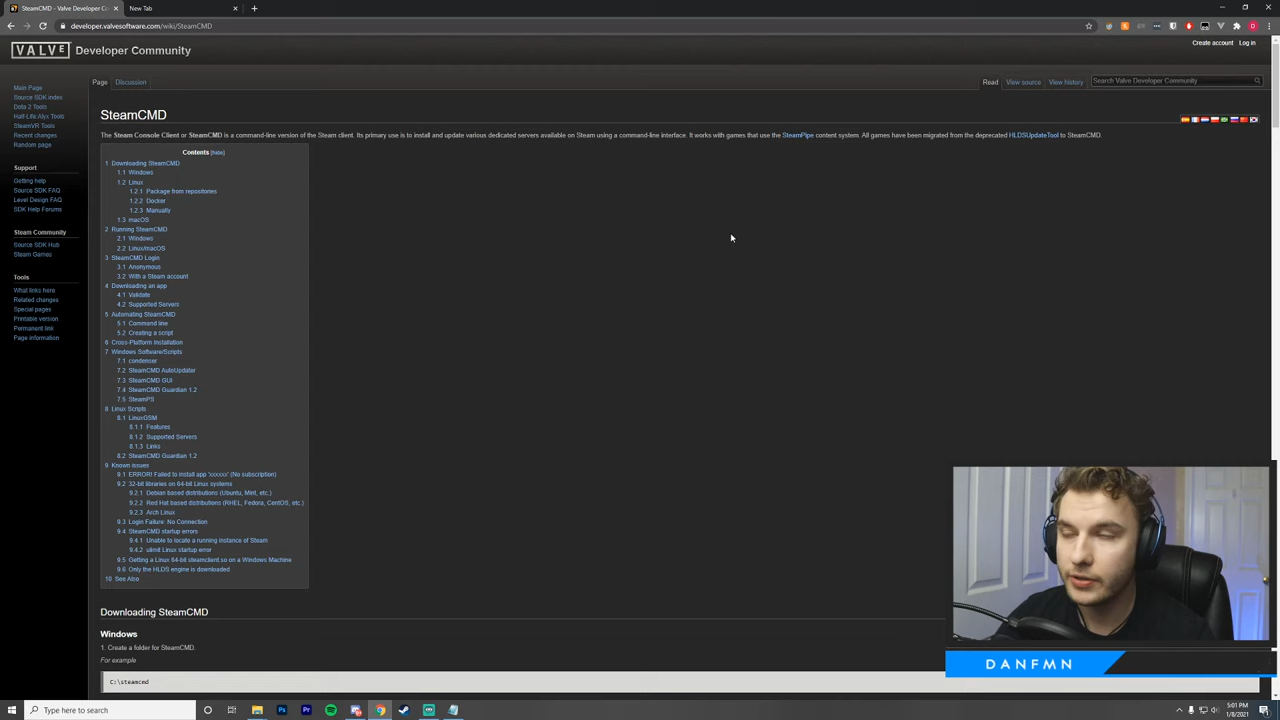 SteamCMD - Valve Developer Com
New Tab
developer.valvesoftware.com/wiki/SteamCMD
VALVE Developer Community
Create account Log in
Page Discussion
Read View source View history
Search Valve Developer Community
Main Page
Source SDK index
Dota 2 Tools
Half-Life:Alyx Tools
SteamVR Tools
Recent changes
Random page
Support
Getting help
Source SDK FAQ
Level Design FAQ
SDK Help Forums
Steam Community
Source SDK Hub
Steam Games
Tools
What links here
Related changes
Special pages
Printable version
Permanent link
Page information
SteamCMD
The Steam Console Client or SteamCMD is a command-line version of the Steam client. Its primary use is to install and update various dedicated servers available on Steam using a command-line interface. It works with games that use the SteamPipe content system. All games have been migrated from the deprecated HLDSUpdateTool to SteamCMD.
Contents [hide]
1 Downloading SteamCMD
1.1 Windows
1.2 Linux
1.2.1 Package from repositories
1.2.2 Docker
1.2.3 Manually
1.3 macOS
2 Running SteamCMD
2.1 Windows
2.2 Linux/macOS
3 SteamCMD Login
3.1 Anonymous
3.2 With a Steam account
4 Downloading an app
4.1 Validate
4.2 Supported Servers
5 Automating SteamCMD
5.1 Command line
5.2 Creating a script
6 Cross-Platform Installation
7 Windows Software/Scripts
7.1 condenser
7.2 SteamCMD AutoUpdater
7.3 SteamCMD GUI
7.4 SteamCMD Guardian 1.2
7.5 SteamPS
8 Linux Scripts
8.1 LinuxGSM
8.1.1 Features
8.1.2 Supported Servers
8.1.3 Links
8.2 SteamCMD Guardian 1.2
9 Known issues
9.1 ERROR! Failed to install app 'xxxxxx' (No subscription)
9.2 32-bit libraries on 64-bit Linux systems
9.2.1 Debian based distributions (Ubuntu, Mint, etc.)
9.2.2 Red Hat based distributions (RHEL, Fedora, CentOS, etc.)
9.2.3 Arch Linux
9.3 Login Failure: No Connection
9.4 SteamCMD startup errors
9.4.1 Unable to locate a running instance of Steam
9.4.2 ulimit Linux startup error
9.5 Getting a Linux 64-bit steamclient.so on a Windows Machine
9.6 Only the HLDS engine is downloaded
10 See Also
Downloading SteamCMD
Windows
1. Create a folder for SteamCMD.
For example
C:\steamcmd
DANFMN
Type here to search
5:01 PM
1/8/2021